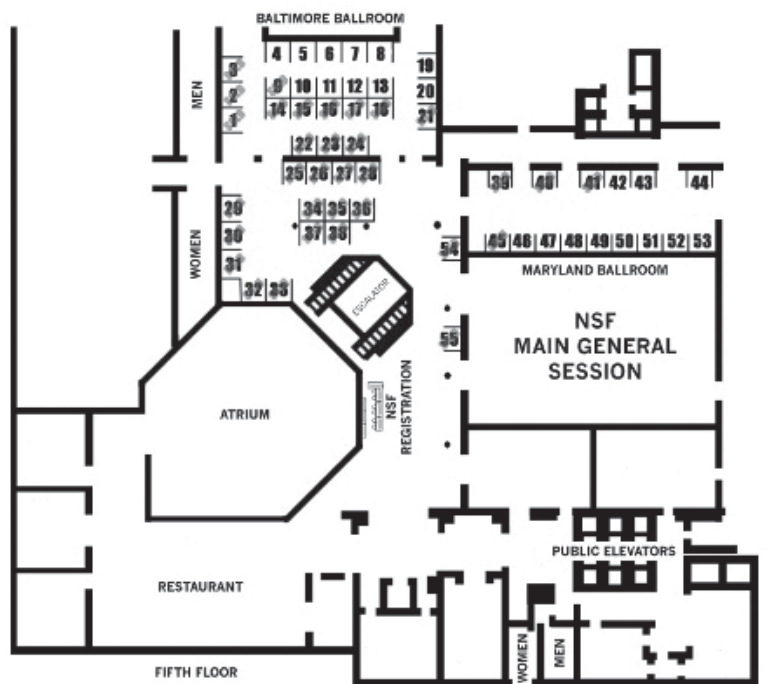 BALTIMORE BALLROOM
4 5 6 7 8
3
2
1
MEN
9 10 11 12 13
14 15 16 17 18
19
20
21
22 23 24
25 26 27 28
39 40 41 42 43 44
29
30
31
WOMEN
34 35 36
37 38
32 33
54
45 46 47 48 49 50 51 52 53
MARYLAND BALLROOM
ESCALATOR
NSF
MAIN GENERAL
SESSION
55
NSF
REGISTRATION
ATRIUM
PUBLIC ELEVATORS
RESTAURANT
WOMEN
MEN
FIFTH FLOOR